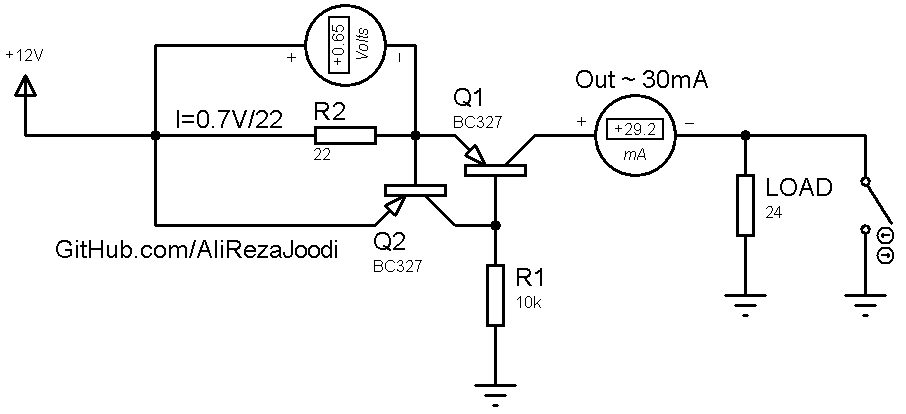 +12V
+0.65
Volts
+
−
I=0.7V/22
R2
22
Q1
BC327
Out ~ 30mA
+
−
+29.2
mA
LOAD
24
Q2
BC327
GitHub.com/AliRezaJoodi
R1
10k